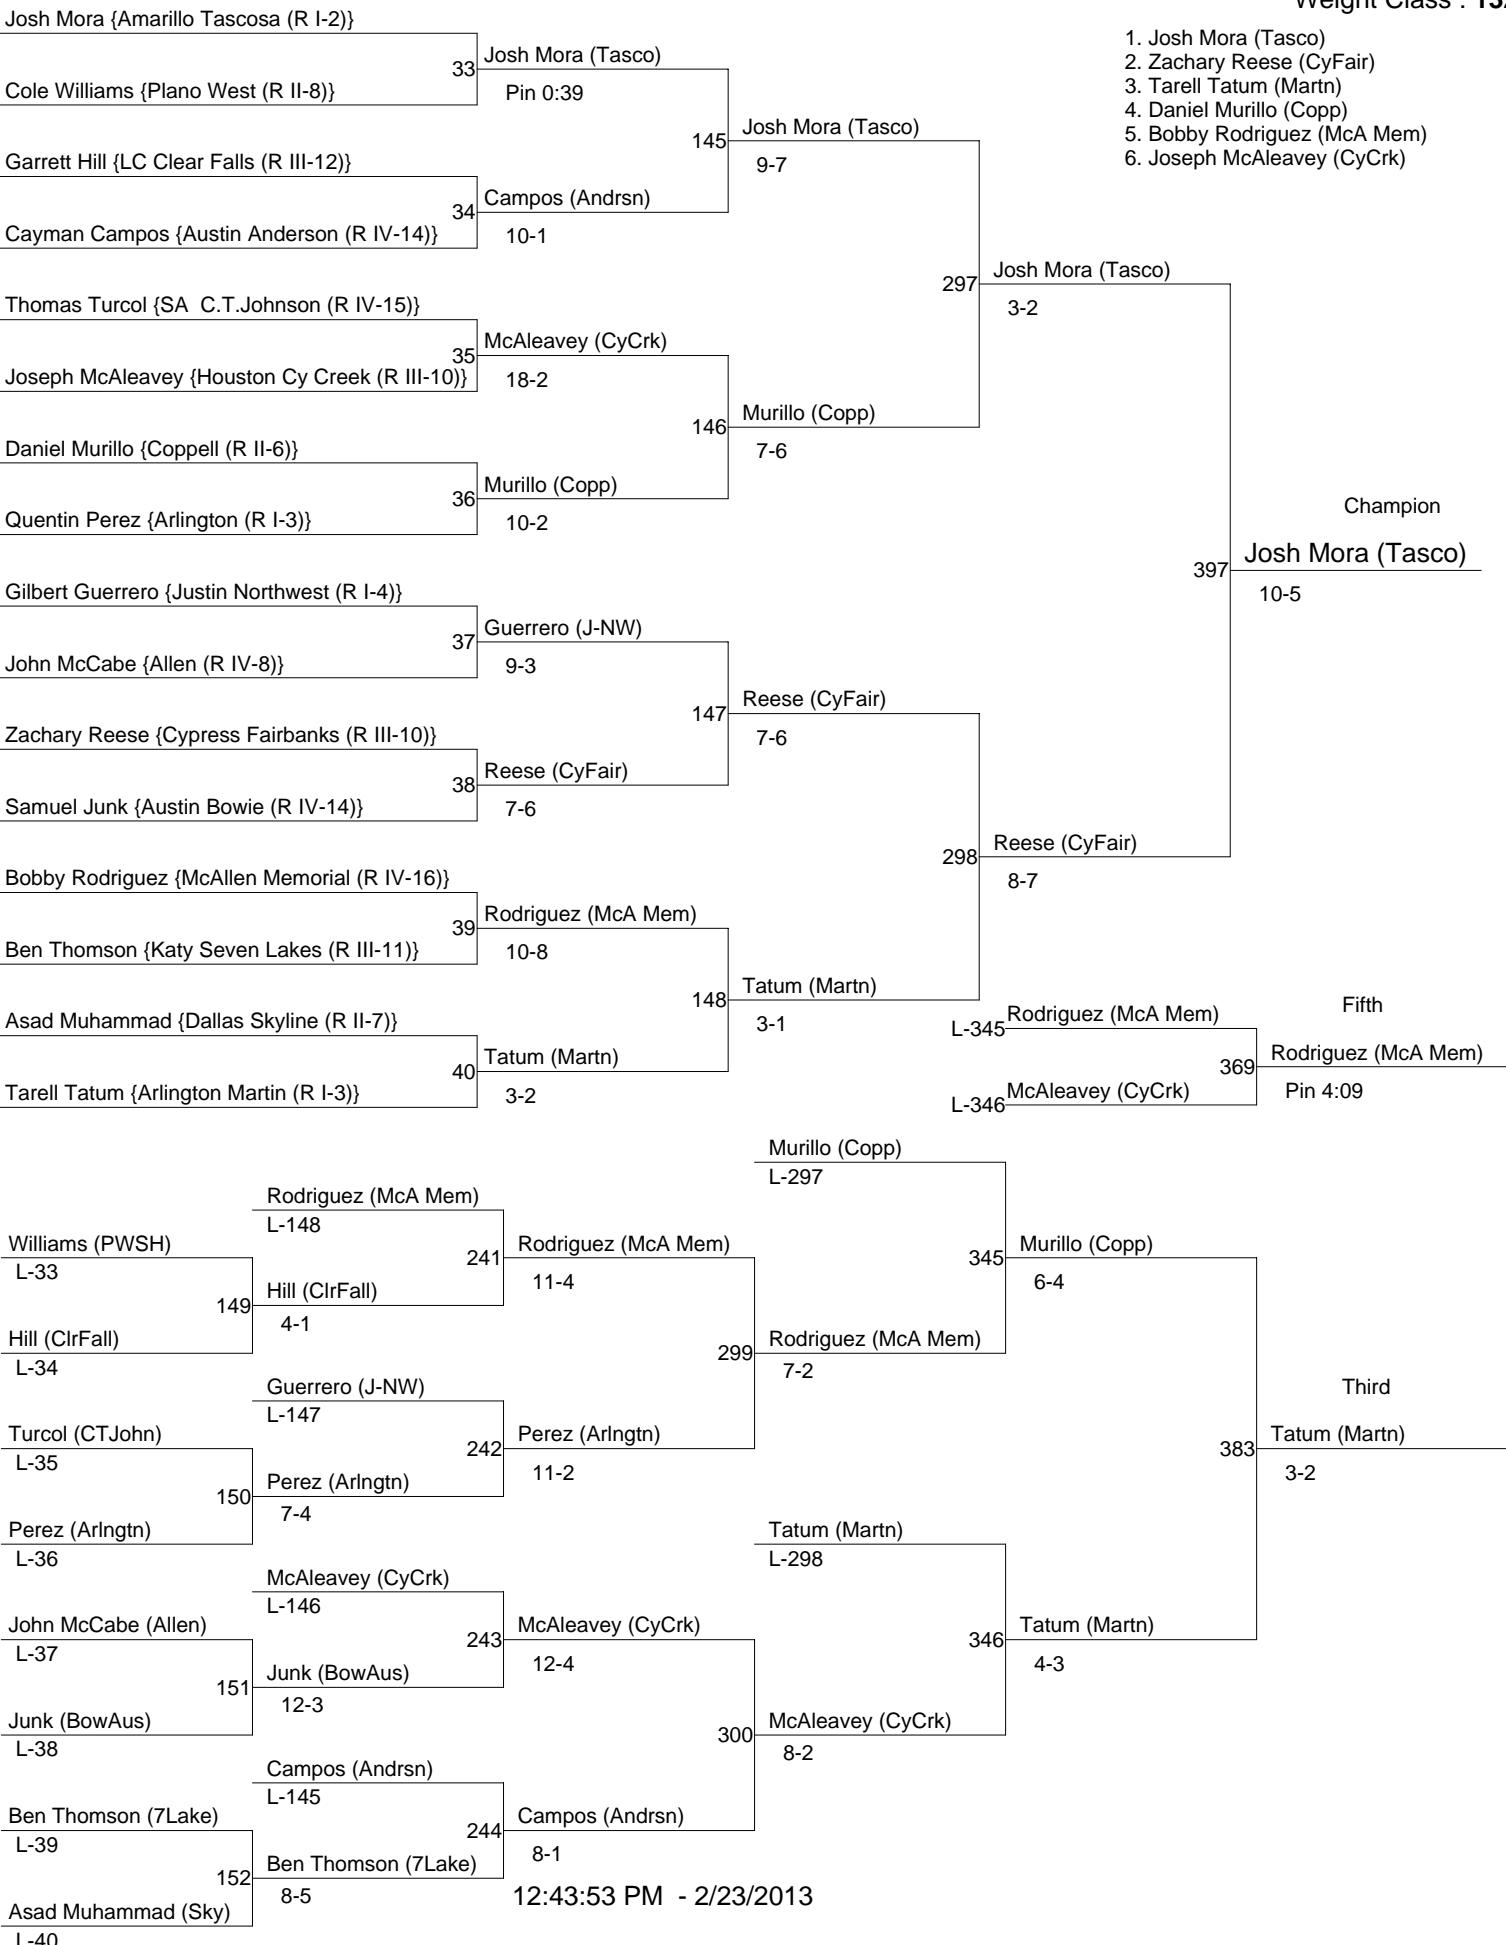 Weight Class :
1. Josh Mora (Tasco)
2. Zachary Reese (CyFair)
3. Tarell Tatum (Martn)
4. Daniel Murillo (Copp)
5. Bobby Rodriguez (McA Mem)
6. Joseph McAleavey (CyCrk)
Josh Mora {Amarillo Tascosa (R I-2)}
33
Cole Williams {Plano West (R II-8)}
Josh Mora (Tasco)
Pin 0:39
Garrett Hill {LC Clear Falls (R III-12)}
34
Cayman Campos {Austin Anderson (R IV-14)}
Campos (Andrsn)
10-1
145
Josh Mora (Tasco)
9-7
Thomas Turcol {SA  C.T.Johnson (R IV-15)}
35
Joseph McAleavey {Houston Cy Creek (R III-10)}
McAleavey (CyCrk)
18-2
Daniel Murillo {Coppell (R II-6)}
36
Quentin Perez {Arlington (R I-3)}
Murillo (Copp)
10-2
146
Murillo (Copp)
7-6
297
Josh Mora (Tasco)
3-2
Gilbert Guerrero {Justin Northwest (R I-4)}
37
John McCabe {Allen (R IV-8)}
Guerrero (J-NW)
9-3
Zachary Reese {Cypress Fairbanks (R III-10)}
38
Samuel Junk {Austin Bowie (R IV-14)}
Reese (CyFair)
7-6
147
Reese (CyFair)
7-6
Bobby Rodriguez {McAllen Memorial (R IV-16)}
39
Ben Thomson {Katy Seven Lakes (R III-11)}
Rodriguez (McA Mem)
10-8
Asad Muhammad {Dallas Skyline (R II-7)}
40
Tarell Tatum {Arlington Martin (R I-3)}
Tatum (Martn)
3-2
148
Tatum (Martn)
3-1
298
Reese (CyFair)
8-7
Champion
397
Josh Mora (Tasco)
10-5
Fifth
L-345
Rodriguez (McA Mem)
369
L-346
McAleavey (CyCrk)
Rodriguez (McA Mem)
Pin 4:09
Williams (PWSH)
L-33
149
Hill (ClrFall)
L-34
Rodriguez (McA Mem)
L-148
241
Hill (ClrFall)
4-1
Rodriguez (McA Mem)
11-4
Turcol (CTJohn)
L-35
150
Perez (Arlngtn)
L-36
Guerrero (J-NW)
L-147
242
Perez (Arlngtn)
7-4
Perez (Arlngtn)
11-2
299
Murillo (Copp)
L-297
345
Rodriguez (McA Mem)
7-2
Murillo (Copp)
6-4
John McCabe (Allen)
L-37
151
Junk (BowAus)
L-38
McAleavey (CyCrk)
L-146
243
Junk (BowAus)
12-3
McAleavey (CyCrk)
12-4
Ben Thomson (7Lake)
L-39
152
Asad Muhammad (Sky)
L-40
Campos (Andrsn)
L-145
244
Ben Thomson (7Lake)
8-5
Campos (Andrsn)
8-1
300
Tatum (Martn)
L-298
346
McAleavey (CyCrk)
8-2
Tatum (Martn)
4-3
Third
383
Tatum (Martn)
3-2
12:43:53 PM  - 2/23/2013